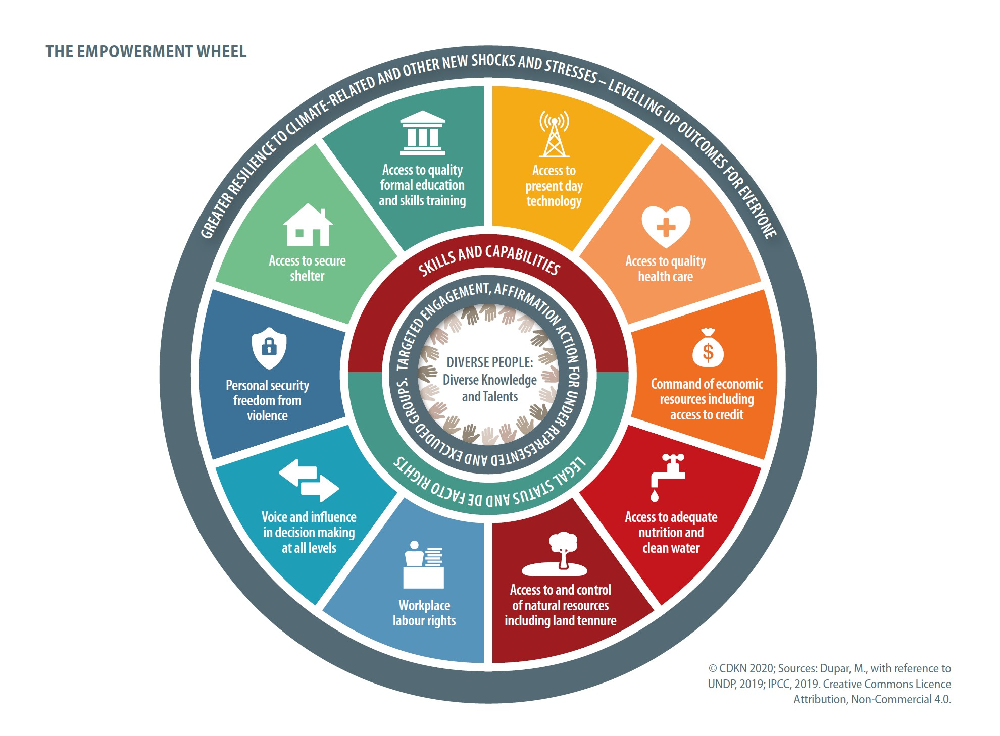 THE EMPOWERMENT WHEEL
GREATER RESILIENCE TO CLIMATE-RELATED AND OTHER NEW SHOCKS AND STRESSES – LEVELLING UP OUTCOMES FOR EVERYONE
Access to quality
formal education
and skills training
Access to
present day
technology
Access to secure
shelter
Access to quality
health care
SKILLS AND CAPABILITIES
TARGETED ENGAGEMENT, AFFIRMATION ACTION FOR UNDER REPRESENTED AND EXCLUDED GROUPS.
DIVERSE PEOPLE:
Diverse Knowledge
and Talents
Personal security
freedom from
violence
Command of economic
resources including
access to credit
LEGAL STATUS AND DE FACTO RIGHTS
Voice and influence
in decision making
at all levels
Access to adequate
nutrition and
clean water
Workplace
labour rights
Access to and control
of natural resources
including land tennure
$
© CDKN 2020; Sources: Dupar, M., with reference to
UNDP, 2019; IPCC, 2019. Creative Commons Licence
Attribution, Non-Commercial 4.0.